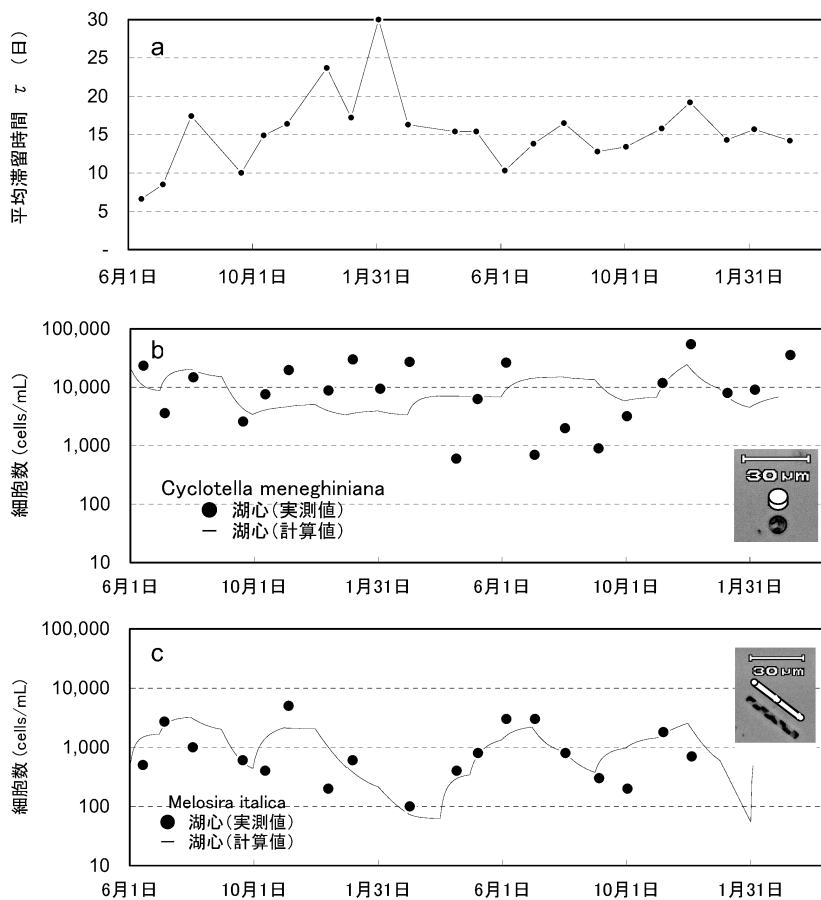 平均滞留時間 τ (日)
a
30
25
20
15
10
5
-
6月1日 10月1日 1月31日 6月1日 10月1日 1月31日
細胞数(cells/mL)
b
100,000
10,000
1,000
100
10
Cyclotella meneghiniana
● 湖心(実測値)
― 湖心(計算値)
30 μm
6月1日 10月1日 1月31日 6月1日 10月1日 1月31日
細胞数(cells/mL)
c
100,000
10,000
1,000
100
10
Melosira italica
● 湖心(実測値)
― 湖心(計算値)
30 μm
6月1日 10月1日 1月31日 6月1日 10月1日 1月31日